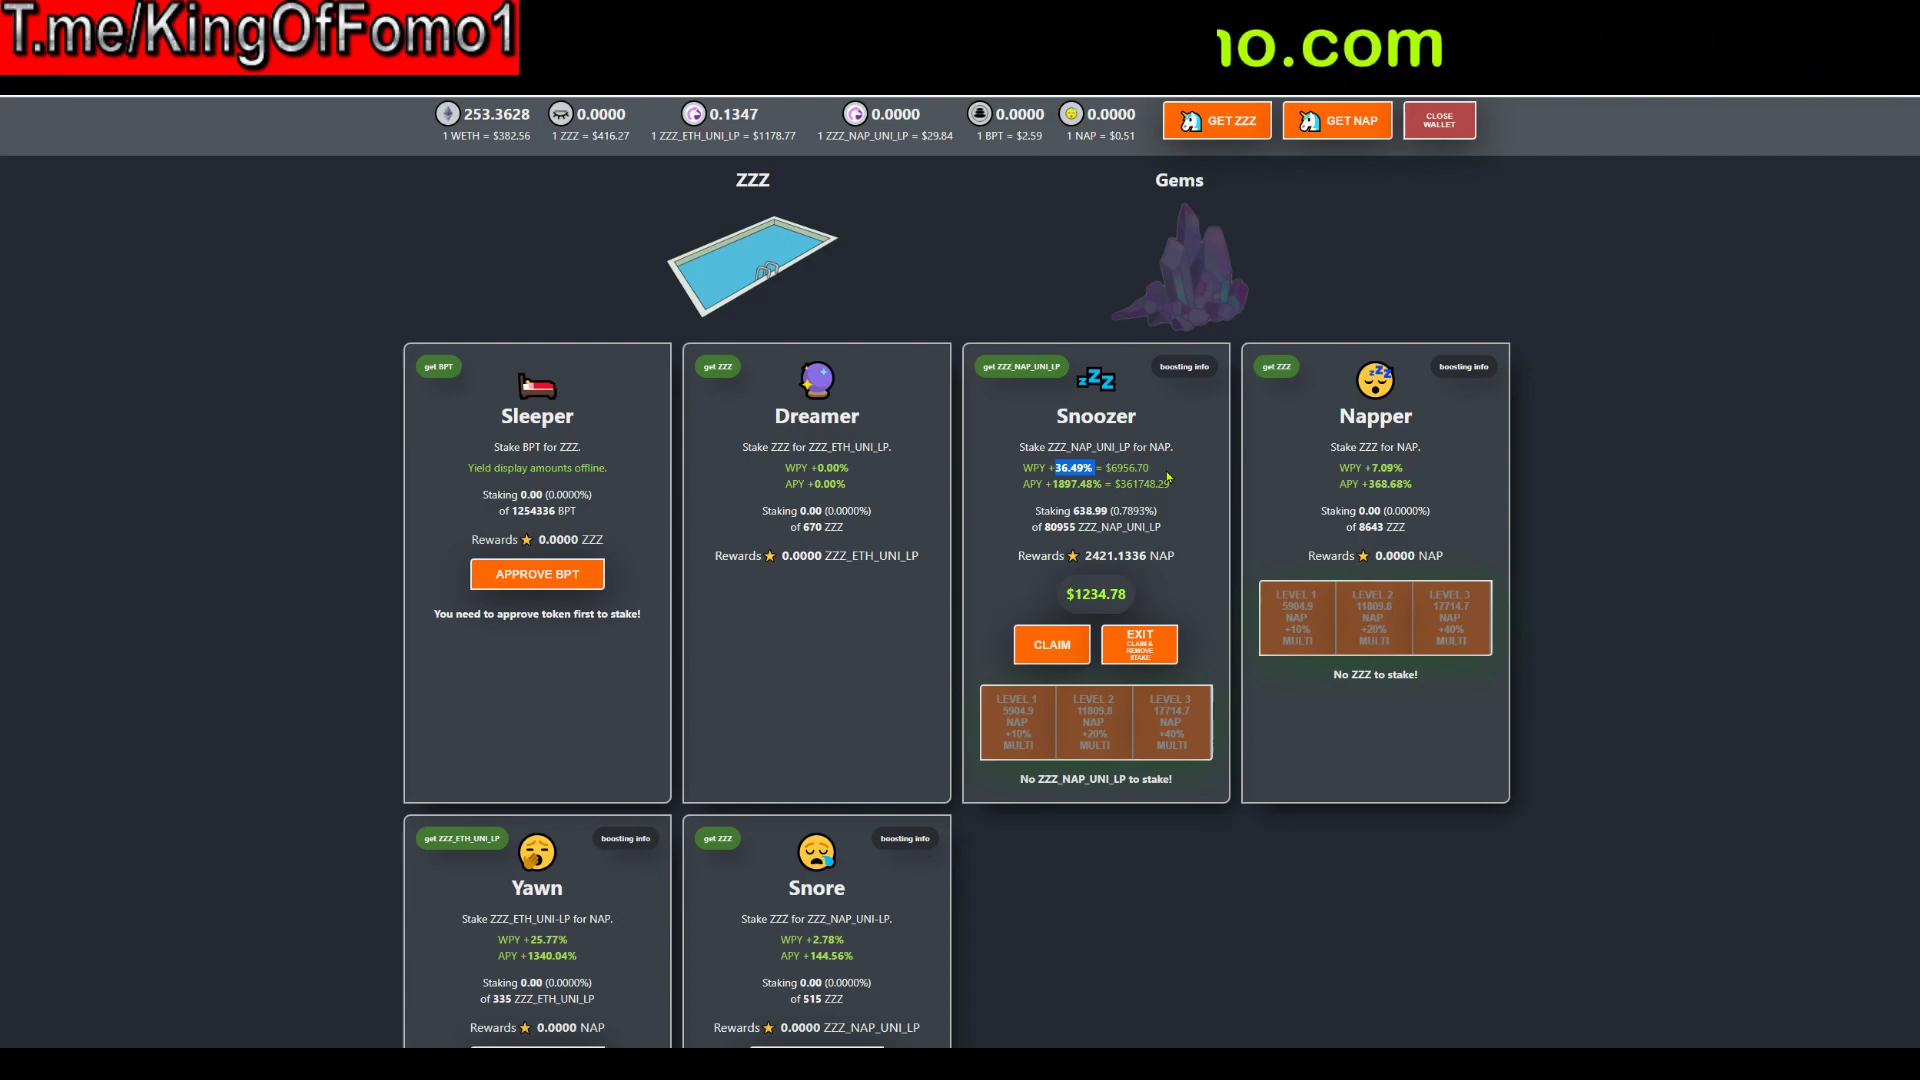 T.me/KingOfFomo1
10.com
253.3628
1 WETH = $382.56
0.0000
1 ZZZ = $416.27
0.1347
1 ZZZ_ETH_UNI_LP = $1178.77
0.0000
1 ZZZ_NAP_UNI_LP = $29.84
0.0000
1 BPT = $2.59
0.0000
1 NAP = $0.51
GET ZZZ
GET NAP
CLOSE
WALLET
ZZZ
Gems
get BPT
Sleeper
Stake BPT for ZZZ.
Yield display amounts offline.
Staking 0.00 (0.0000%)
of 1254336 BPT
Rewards ⭐ 0.0000 ZZZ
APPROVE BPT
You need to approve token first to stake!
get ZZZ
Dreamer
Stake ZZZ for ZZZ_ETH_UNI_LP.
WPY +0.00%
APY +0.00%
Staking 0.00 (0.0000%)
of 670 ZZZ
Rewards ⭐ 0.0000 ZZZ_ETH_UNI_LP
get ZZZ_NAP_UNI_LP
zZZ
boosting info
Snoozer
Stake ZZZ_NAP_UNI_LP for NAP.
WPY +36.49% = $6956.70
APY +1897.48% = $361748.29
Staking 638.99 (0.7893%)
of 80955 ZZZ_NAP_UNI_LP
Rewards ⭐ 2421.1336 NAP
$1234.78
CLAIM
EXIT
CLAIM &
REMOVE
STAKE
LEVEL 1
5904.9
NAP
+10%
MULTI
LEVEL 2
11809.8
NAP
+20%
MULTI
LEVEL 3
17714.7
NAP
+40%
MULTI
No ZZZ_NAP_UNI_LP to stake!
get ZZZ
boosting info
Napper
Stake ZZZ for NAP.
WPY +7.09%
APY +368.68%
Staking 0.00 (0.0000%)
of 8643 ZZZ
Rewards ⭐ 0.0000 NAP
LEVEL 1
5904.9
NAP
+10%
MULTI
LEVEL 2
11809.8
NAP
+20%
MULTI
LEVEL 3
17714.7
NAP
+40%
MULTI
No ZZZ to stake!
get ZZZ_ETH_UNI_LP
boosting info
Yawn
Stake ZZZ_ETH_UNI-LP for NAP.
WPY +25.77%
APY +1340.04%
Staking 0.00 (0.0000%)
of 335 ZZZ_ETH_UNI_LP
Rewards ⭐ 0.0000 NAP
get ZZZ
boosting info
Snore
Stake ZZZ for ZZZ_NAP_UNI-LP.
WPY +2.78%
APY +144.56%
Staking 0.00 (0.0000%)
of 515 ZZZ
Rewards ⭐ 0.0000 ZZZ_NAP_UNI_LP